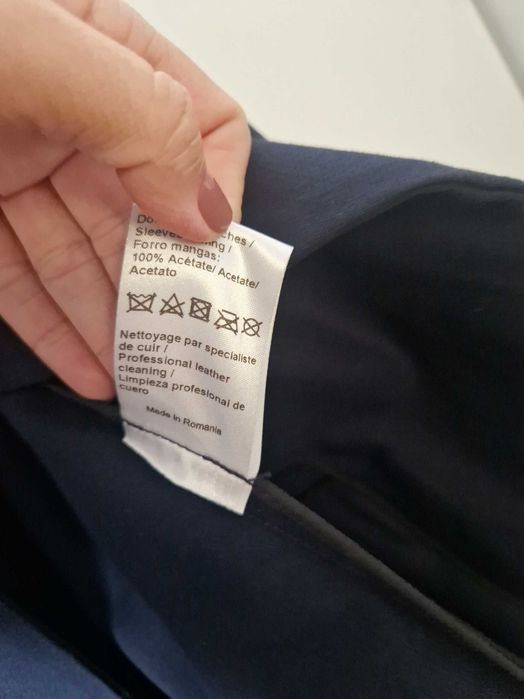 Sleeves
Forro mangas:
100% Acétate/ Acetate/
Acetato
Nettoyage par specialiste
de cuir /
Professional leather
cleaning /
Limpieza profesional de
cuero
Made in Romania